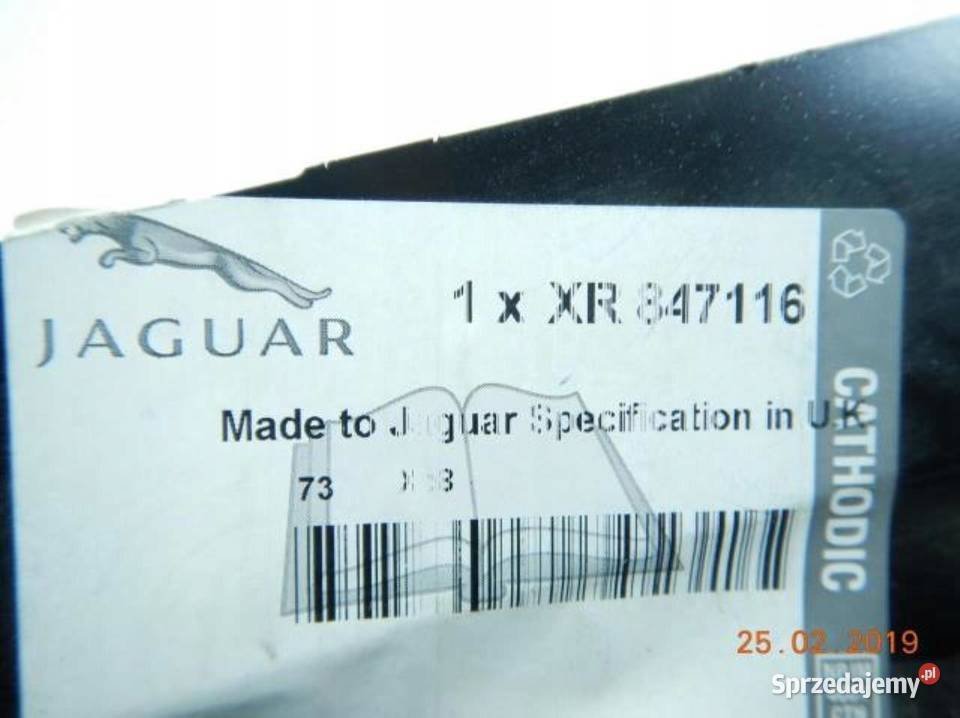 JAGUAR
1 x XR 847116
Made to Jaguar Specification in U.K
73
CATHODIC
25.02.2019
Sprzedajemy.pl